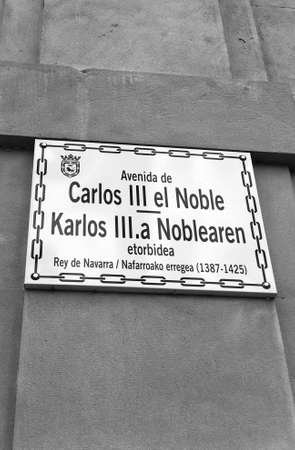 Avenida de
Carlos III el Noble
Karlos III.a Noblearen
etorbidea
Rey de Navarra / Nafarroako erregea (1387-1425)